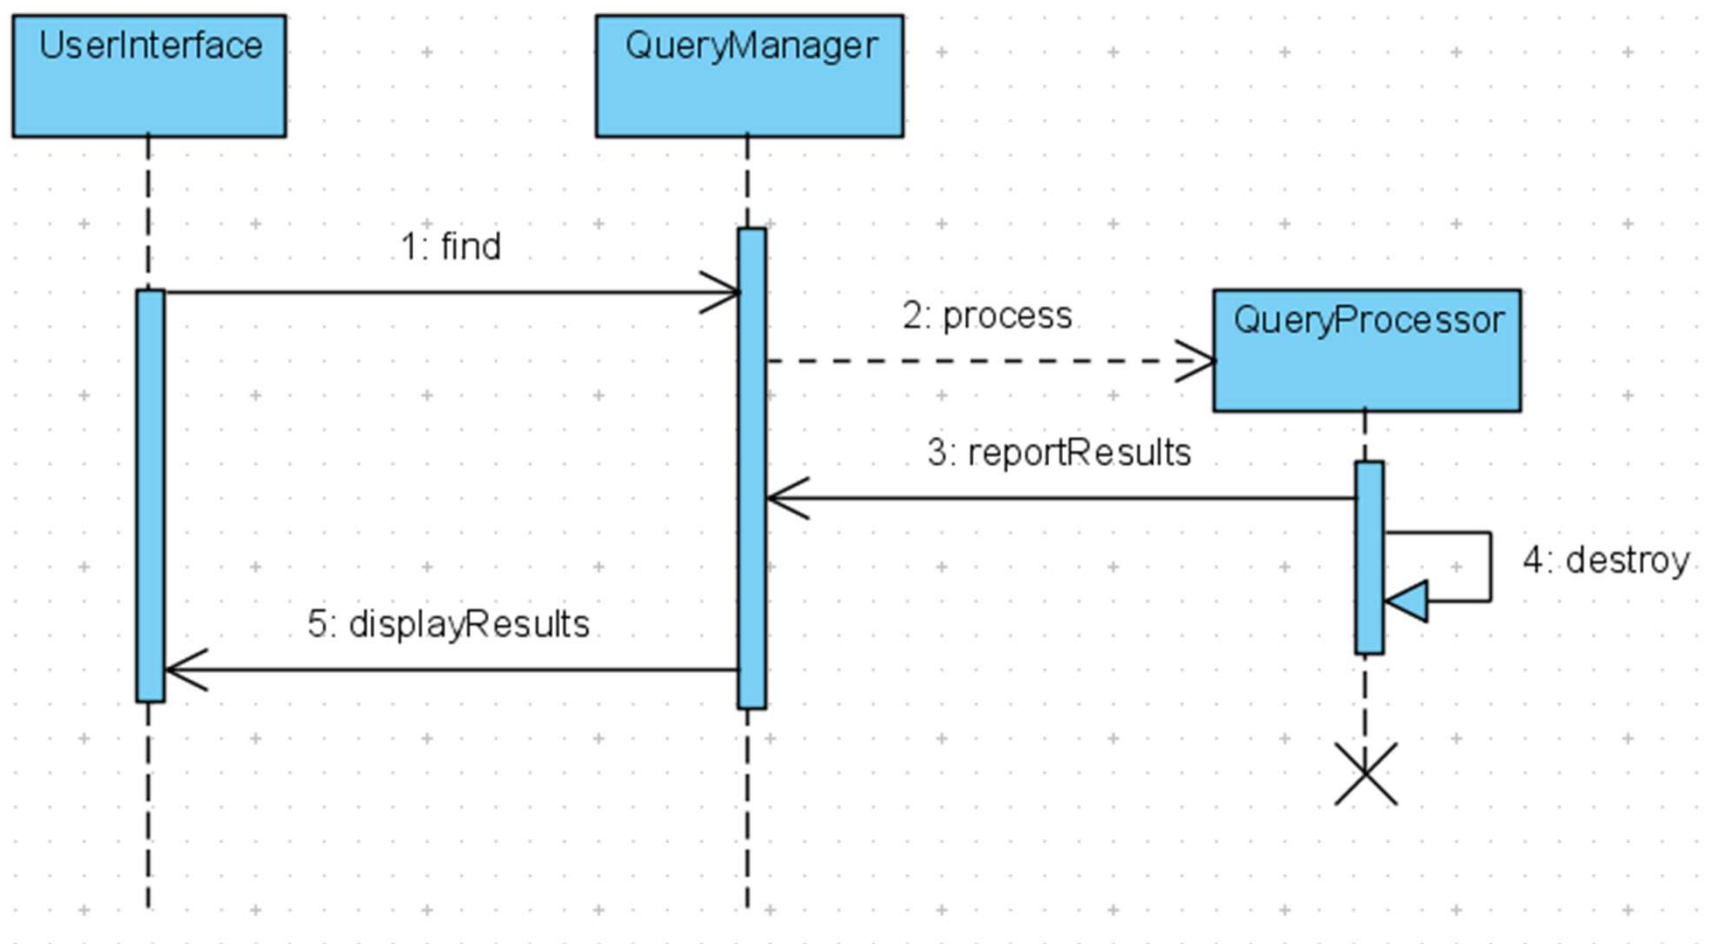 UserInterface
QueryManager
1: find
2: process
QueryProcessor
3: reportResults
4: destroy
5: displayResults